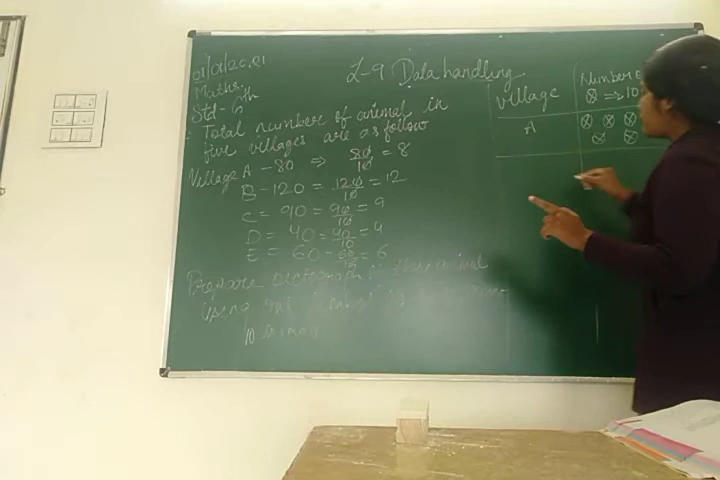 01/01/2021
Maths
Std-6th
L-9 Data handling
Total number of animal in
five villages are as follow
Village A - 80 ⇒ 80/10 = 8
B - 120 = 120/10 = 12
C = 90 = 90/10 = 9
D = 40 = 40/10 = 4
E = 60 - 60/10 = 6
Prepare pictograph of animal
using
10
Village
Number
⊗ ⇒ 10
A
⊗ ⊗ ⊗
⊗ ⊗